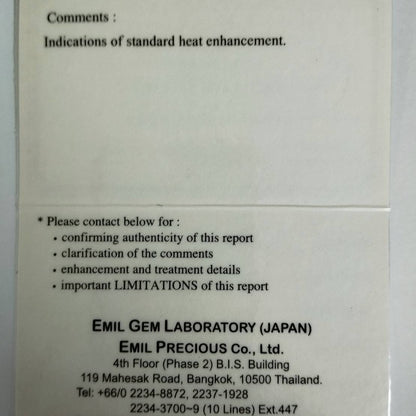 Comments :
Indications of standard heat enhancement.
* Please contact below for :
• confirming authenticity of this report
• clarification of the comments
• enhancement and treatment details
• important LIMITATIONS of this report
EMIL GEM LABORATORY (JAPAN)
EMIL PRECIOUS CO., LTD.
4th Floor (Phase 2) B.I.S. Building
119 Mahesak Road, Bangkok, 10500 Thailand.
Tel: +66/0 2234-8872, 2237-1928
2234-3700~9 (10 Lines) Ext.447